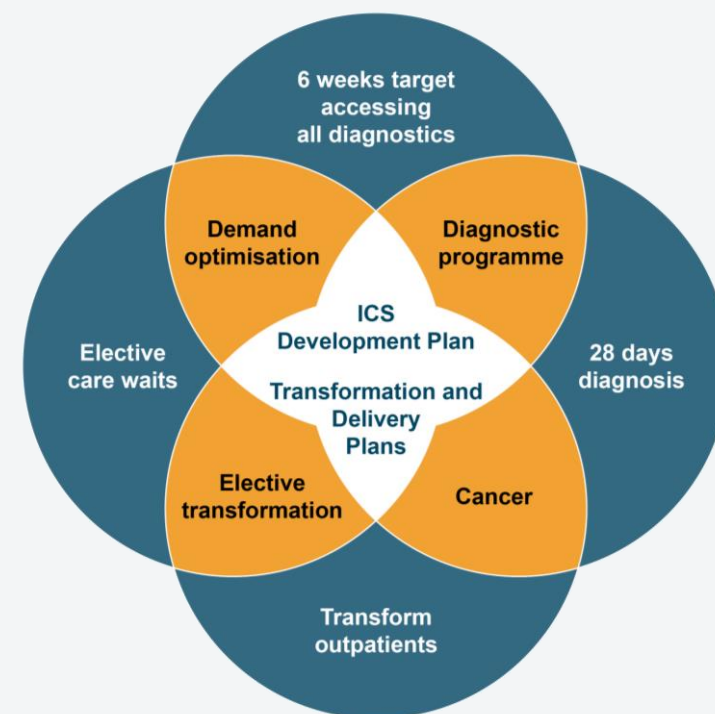 6 weeks target
accessing
all diagnostics
Demand
optimisation
Diagnostic
programme
Elective
care waits
ICS
Development Plan
Transformation and
Delivery
Plans
28 days
diagnosis
Elective
transformation
Cancer
Transform
outpatients